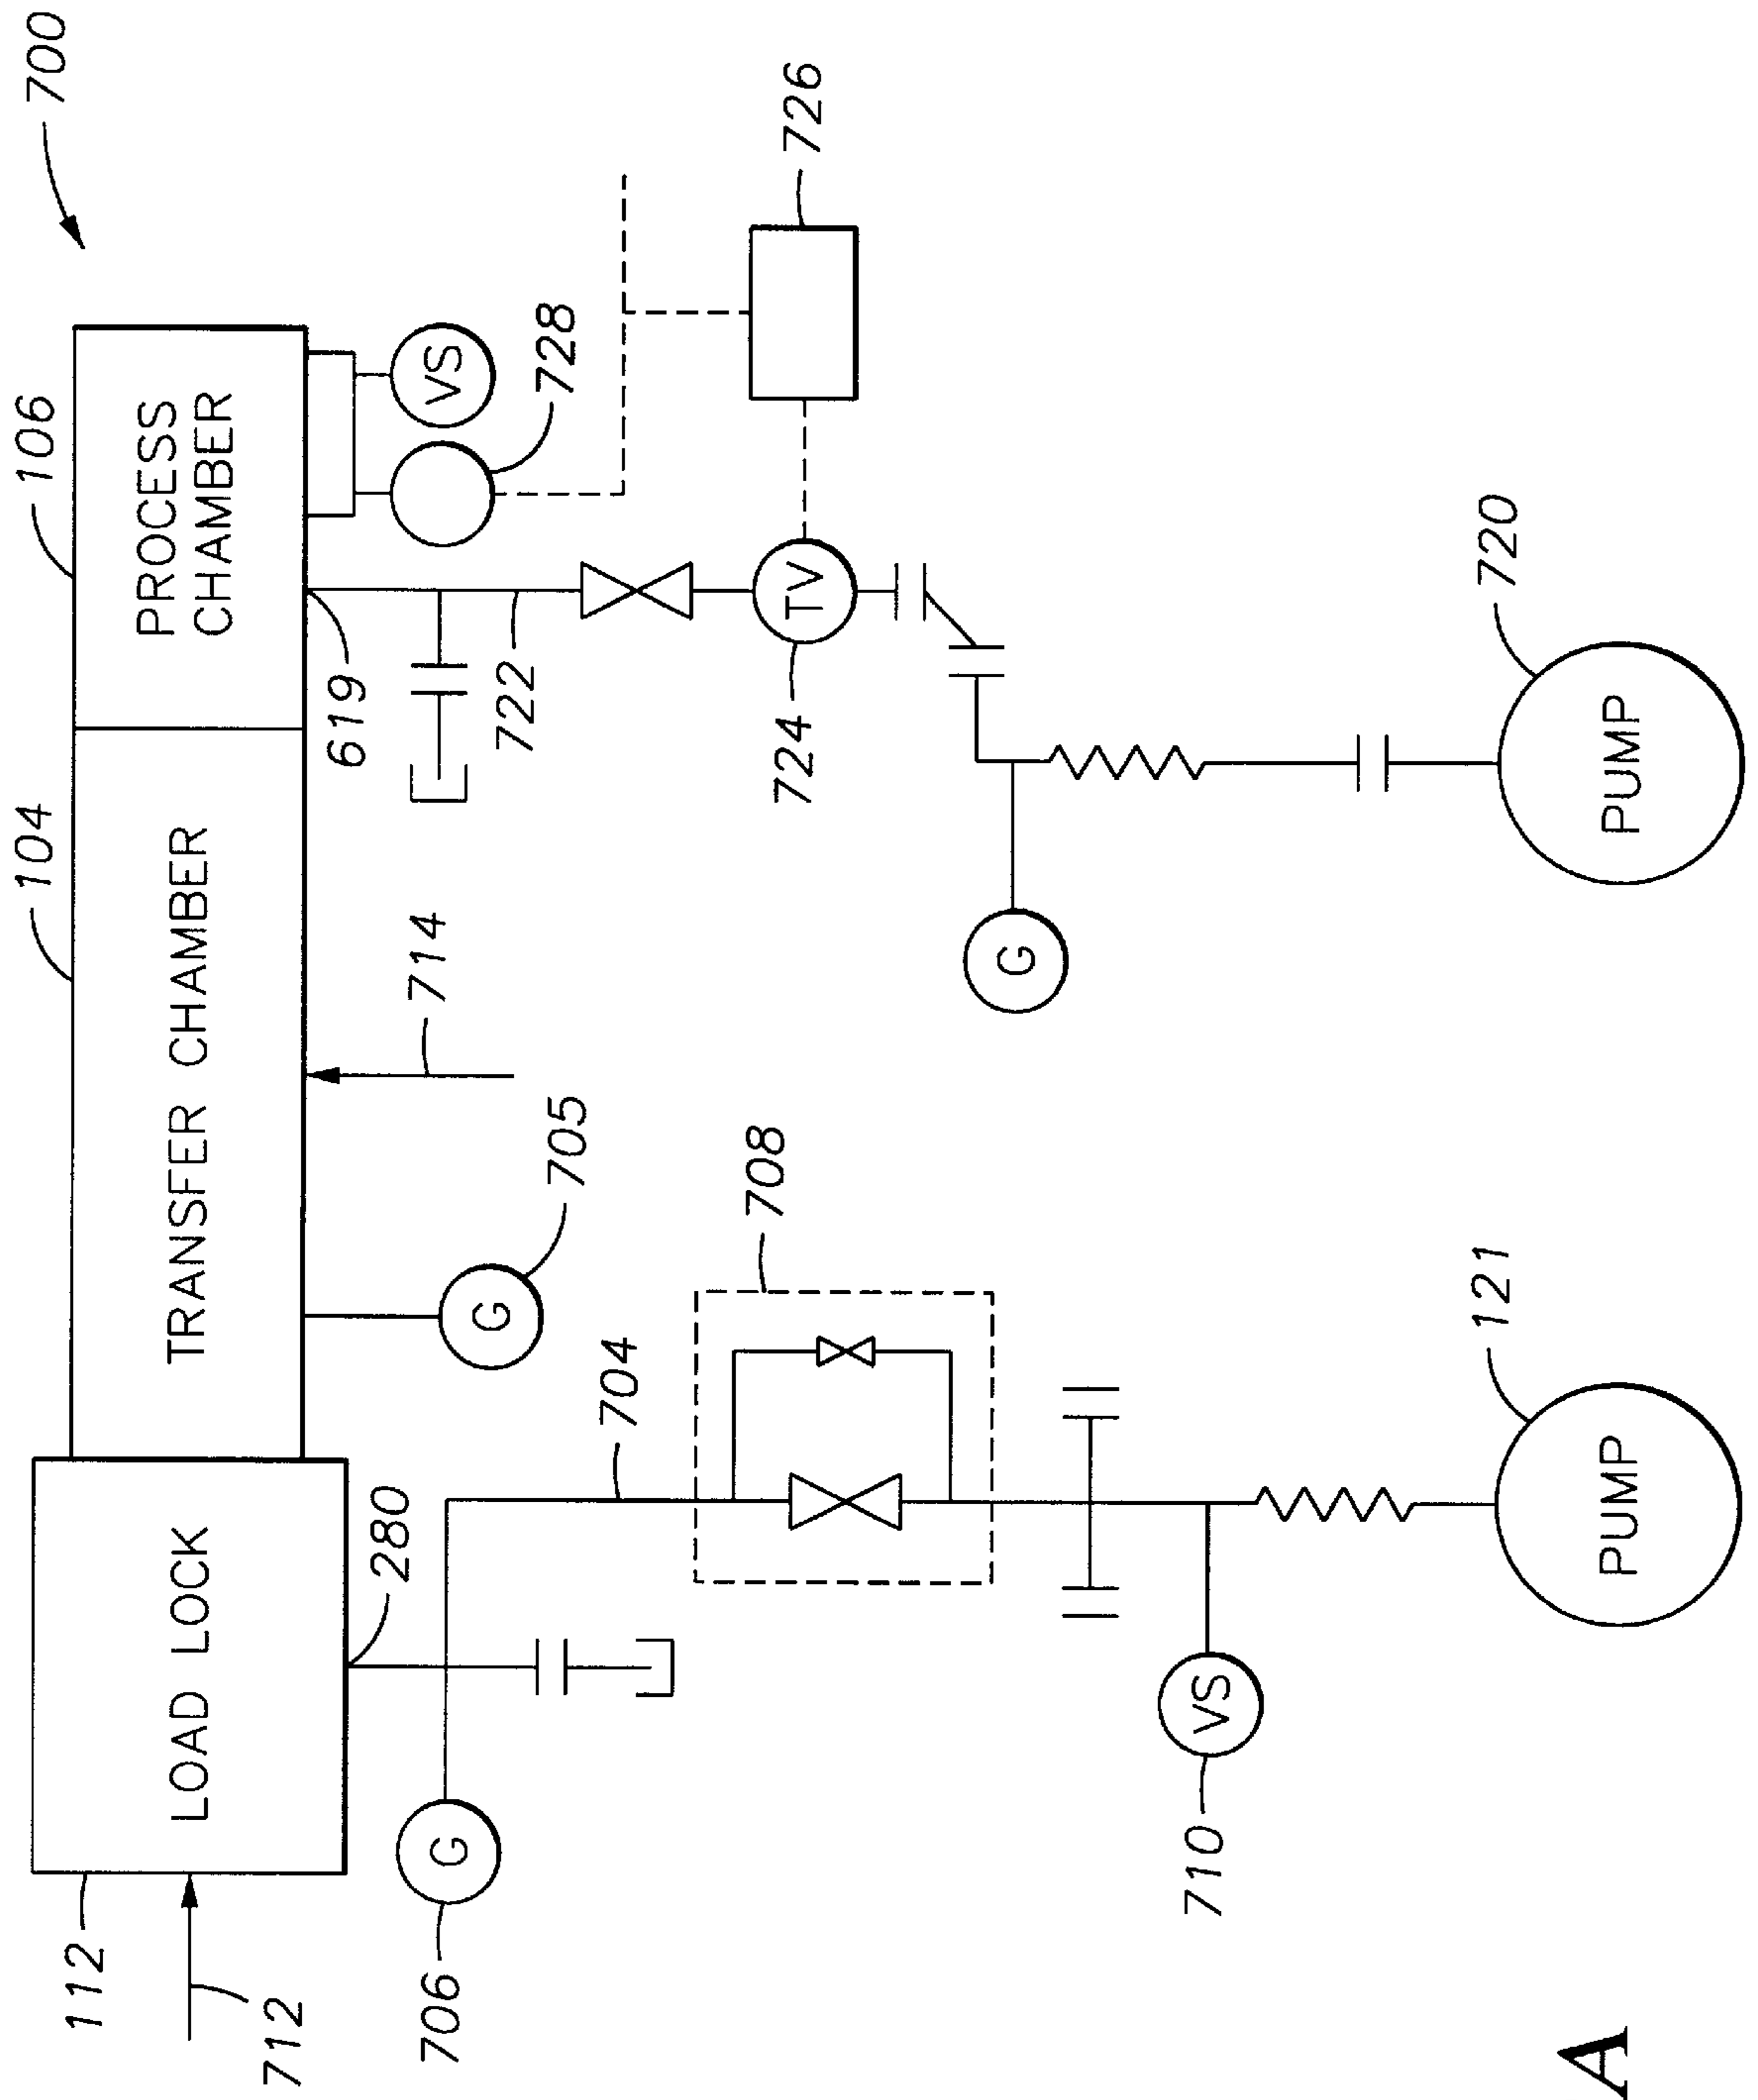 700
104
106
112
LOAD LOCK
TRANSFER CHAMBER
PROCESS
CHAMBER
712
280
619
714
VS
728
706
G
G
705
722
726
704
708
724
TV
G
710
VS
121
PUMP
720
PUMP
A